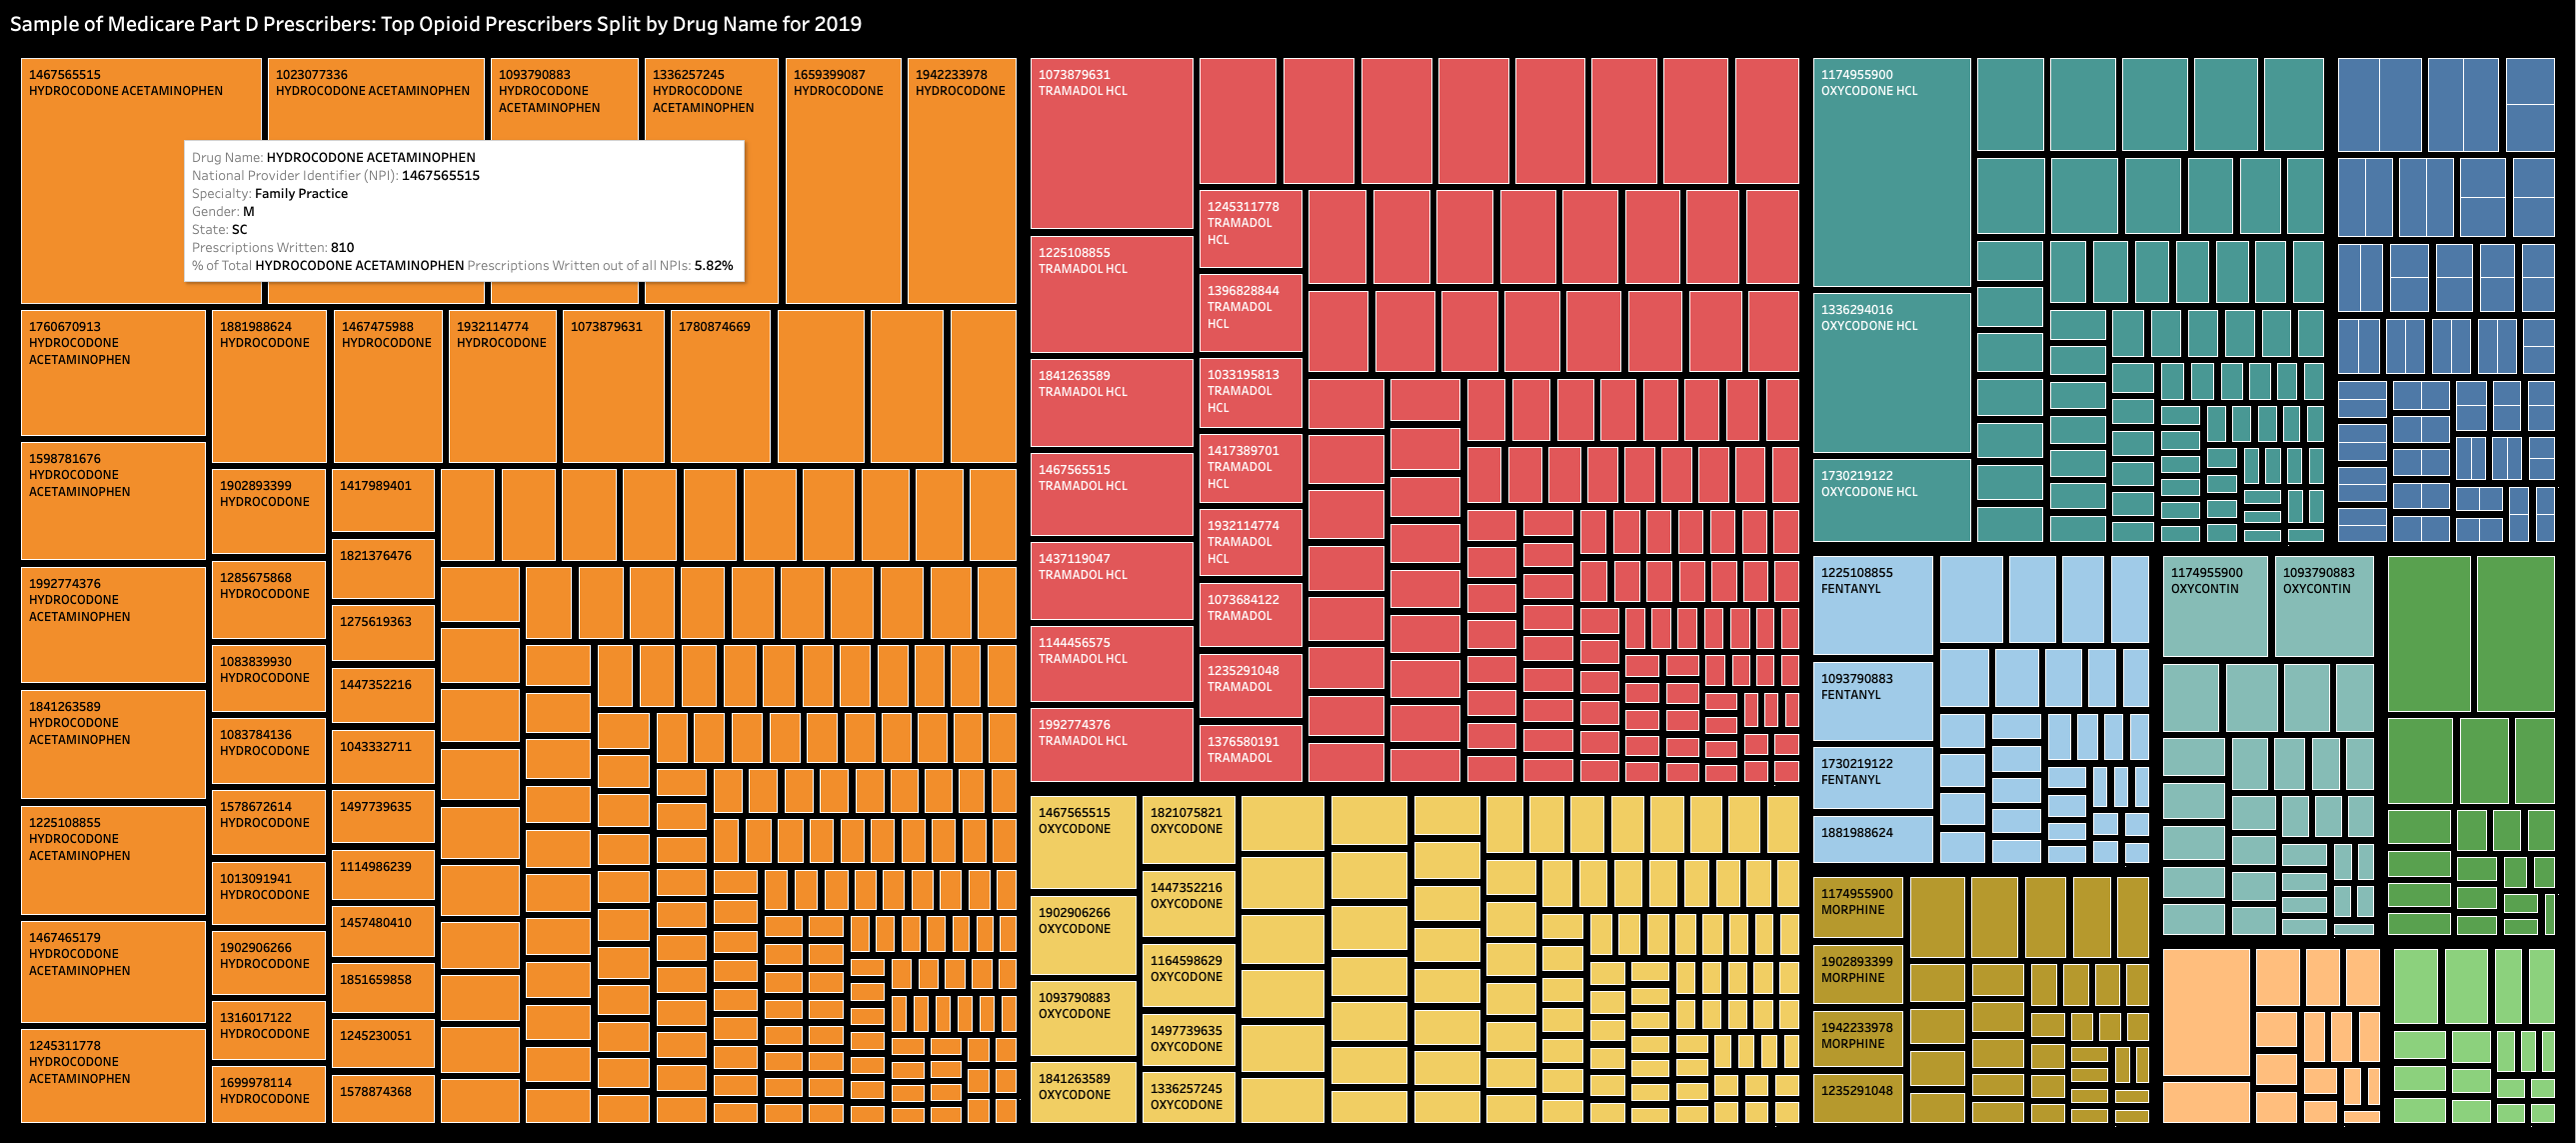 Sample of Medicare Part D Prescribers: Top Opioid Prescribers Split by Drug Name for 2019
1467565515
HYDROCODONE ACETAMINOPHEN
1023077336
HYDROCODONE ACETAMINOPHEN
1093790883
HYDROCODONE
ACETAMINOPHEN
1336257245
HYDROCODONE
ACETAMINOPHEN
1659399087
HYDROCODONE
1942233978
HYDROCODONE
Drug Name: HYDROCODONE ACETAMINOPHEN
National Provider Identifier (NPI): 1467565515
Specialty: Family Practice
Gender: M
State: SC
Prescriptions Written: 810
% of Total HYDROCODONE ACETAMINOPHEN Prescriptions Written out of all NPIs: 5.82%
1760670913
HYDROCODONE
ACETAMINOPHEN
1598781676
HYDROCODONE
ACETAMINOPHEN
1992774376
HYDROCODONE
ACETAMINOPHEN
1841263589
HYDROCODONE
ACETAMINOPHEN
1225108855
HYDROCODONE
ACETAMINOPHEN
1467465179
HYDROCODONE
ACETAMINOPHEN
1245311778
HYDROCODONE
ACETAMINOPHEN
1881988624
HYDROCODONE
1467475988
HYDROCODONE
1932114774
HYDROCODONE
1073879631
1780874669
1902893399
HYDROCODONE
1285675868
HYDROCODONE
1083839930
HYDROCODONE
1083784136
HYDROCODONE
1578672614
HYDROCODONE
1013091941
HYDROCODONE
1902906266
HYDROCODONE
1316017122
HYDROCODONE
1699978114
HYDROCODONE
1417989401
1821376476
1275619363
1447352216
1043332711
1497739635
1114986239
1457480410
1851659858
1245230051
1578874368
1073879631
TRAMADOL HCL
1225108855
TRAMADOL HCL
1841263589
TRAMADOL HCL
1467565515
TRAMADOL HCL
1437119047
TRAMADOL HCL
1144456575
TRAMADOL HCL
1992774376
TRAMADOL HCL
1245311778
TRAMADOL
HCL
1396828844
TRAMADOL
HCL
1033195813
TRAMADOL
HCL
1417389701
TRAMADOL
HCL
1932114774
TRAMADOL
HCL
1073684122
TRAMADOL
1235291048
TRAMADOL
1376580191
TRAMADOL
1467565515
OXYCODONE
1902906266
OXYCODONE
1093790883
OXYCODONE
1841263589
OXYCODONE
1821075821
OXYCODONE
1447352216
OXYCODONE
1164598629
OXYCODONE
1497739635
OXYCODONE
1336257245
OXYCODONE
1174955900
OXYCODONE HCL
1336294016
OXYCODONE HCL
1730219122
OXYCODONE HCL
1225108855
FENTANYL
1093790883
FENTANYL
1730219122
FENTANYL
1881988624
1174955900
OXYCONTIN
1093790883
OXYCONTIN
1174955900
MORPHINE
1902893399
MORPHINE
1942233978
MORPHINE
1235291048